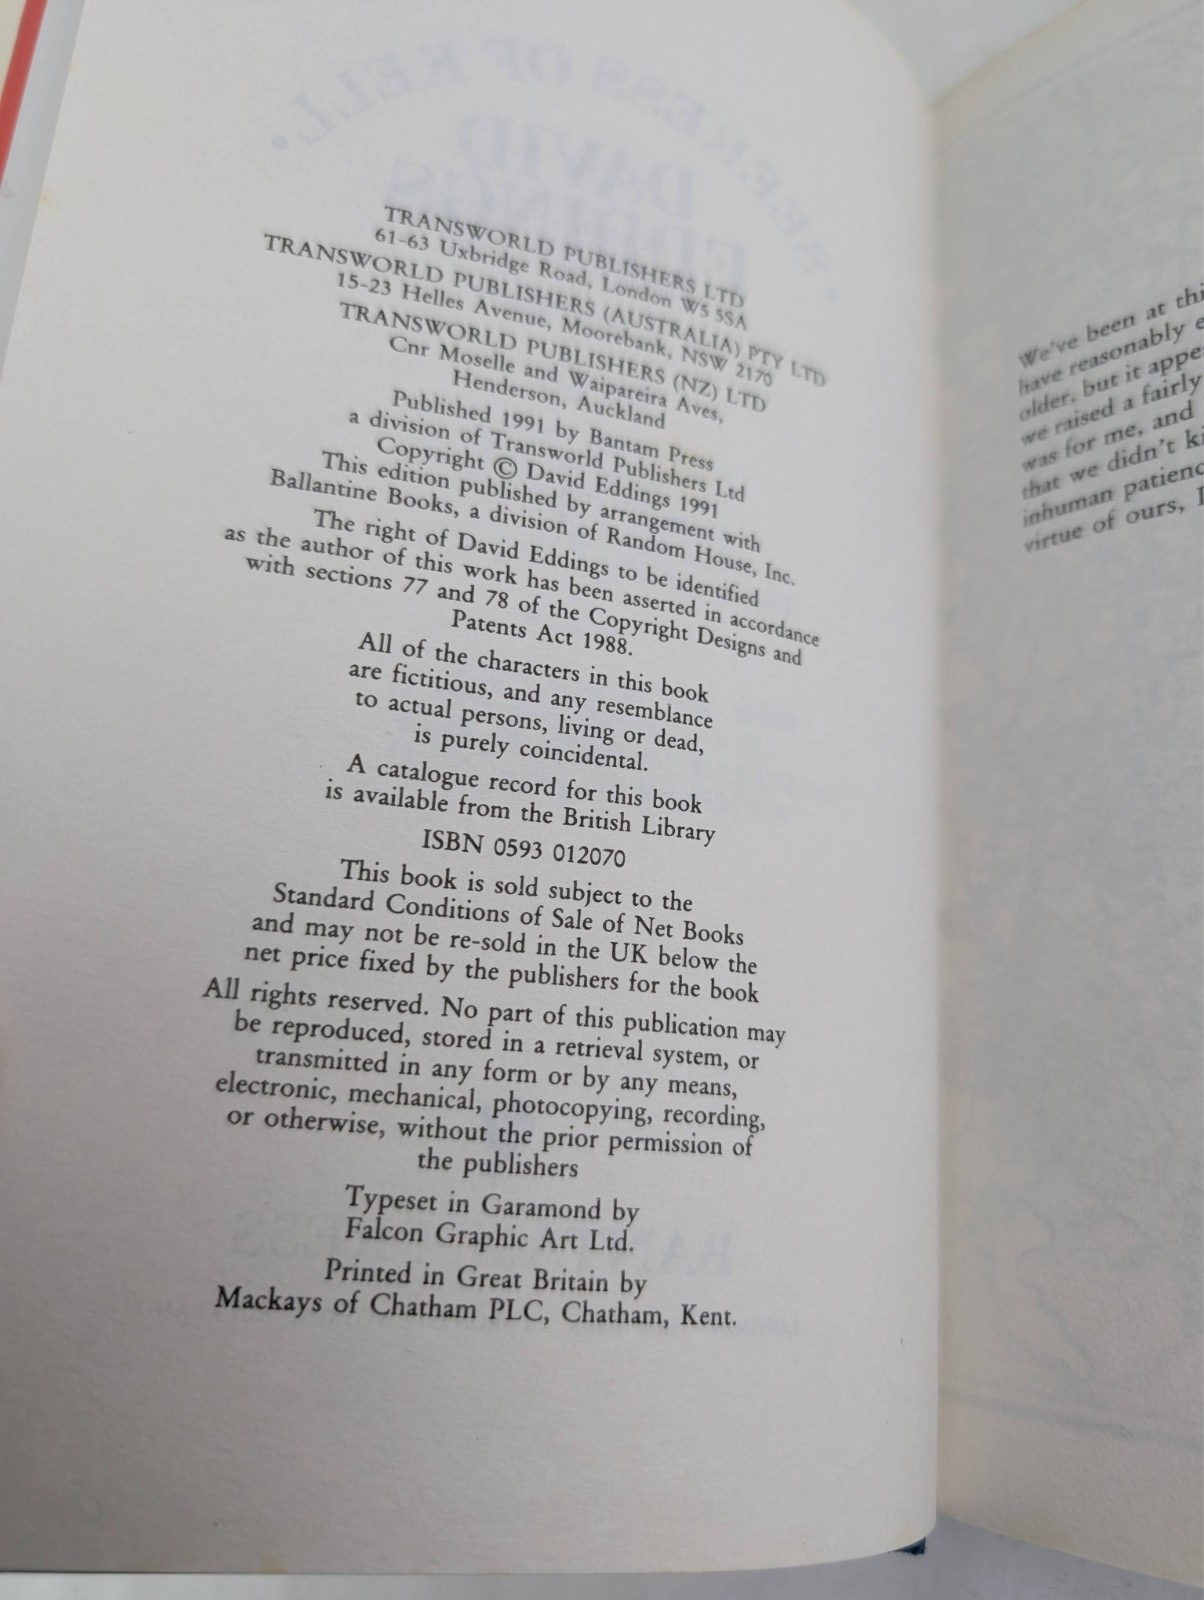 TRANSWORLD PUBLISHERS LTD
61-63 Uxbridge Road, London W5 5SA
TRANSWORLD PUBLISHERS (AUSTRALIA) PTY LTD
15-23 Helles Avenue, Moorebank, NSW 2170
TRANSWORLD PUBLISHERS (NZ) LTD
Cnr Moselle and Waipareira Aves,
Henderson, Auckland
Published 1991 by Bantam Press
a division of Transworld Publishers Ltd
Copyright © David Eddings 1991
This edition published by arrangement with
Ballantine Books, a division of Random House, Inc.
The right of David Eddings to be identified
as the author of this work has been asserted in accordance
with sections 77 and 78 of the Copyright Designs and
Patents Act 1988.
All of the characters in this book
are fictitious, and any resemblance
to actual persons, living or dead,
is purely coincidental.
A catalogue record for this book
is available from the British Library
ISBN 0593 012070
This book is sold subject to the
Standard Conditions of Sale of Net Books
and may not be re-sold in the UK below the
net price fixed by the publishers for the book
All rights reserved. No part of this publication may
be reproduced, stored in a retrieval system, or
transmitted in any form or by any means,
electronic, mechanical, photocopying, recording,
or otherwise, without the prior permission of
the publishers
Typeset in Garamond by
Falcon Graphic Art Ltd.
Printed in Great Britain by
Mackays of Chatham PLC, Chatham, Kent.
We've been at thi
have reasonably e
older, but it appe
we raised a fairly
was for me, and
that we didn't ki
inhuman patienc
virtue of ours, I